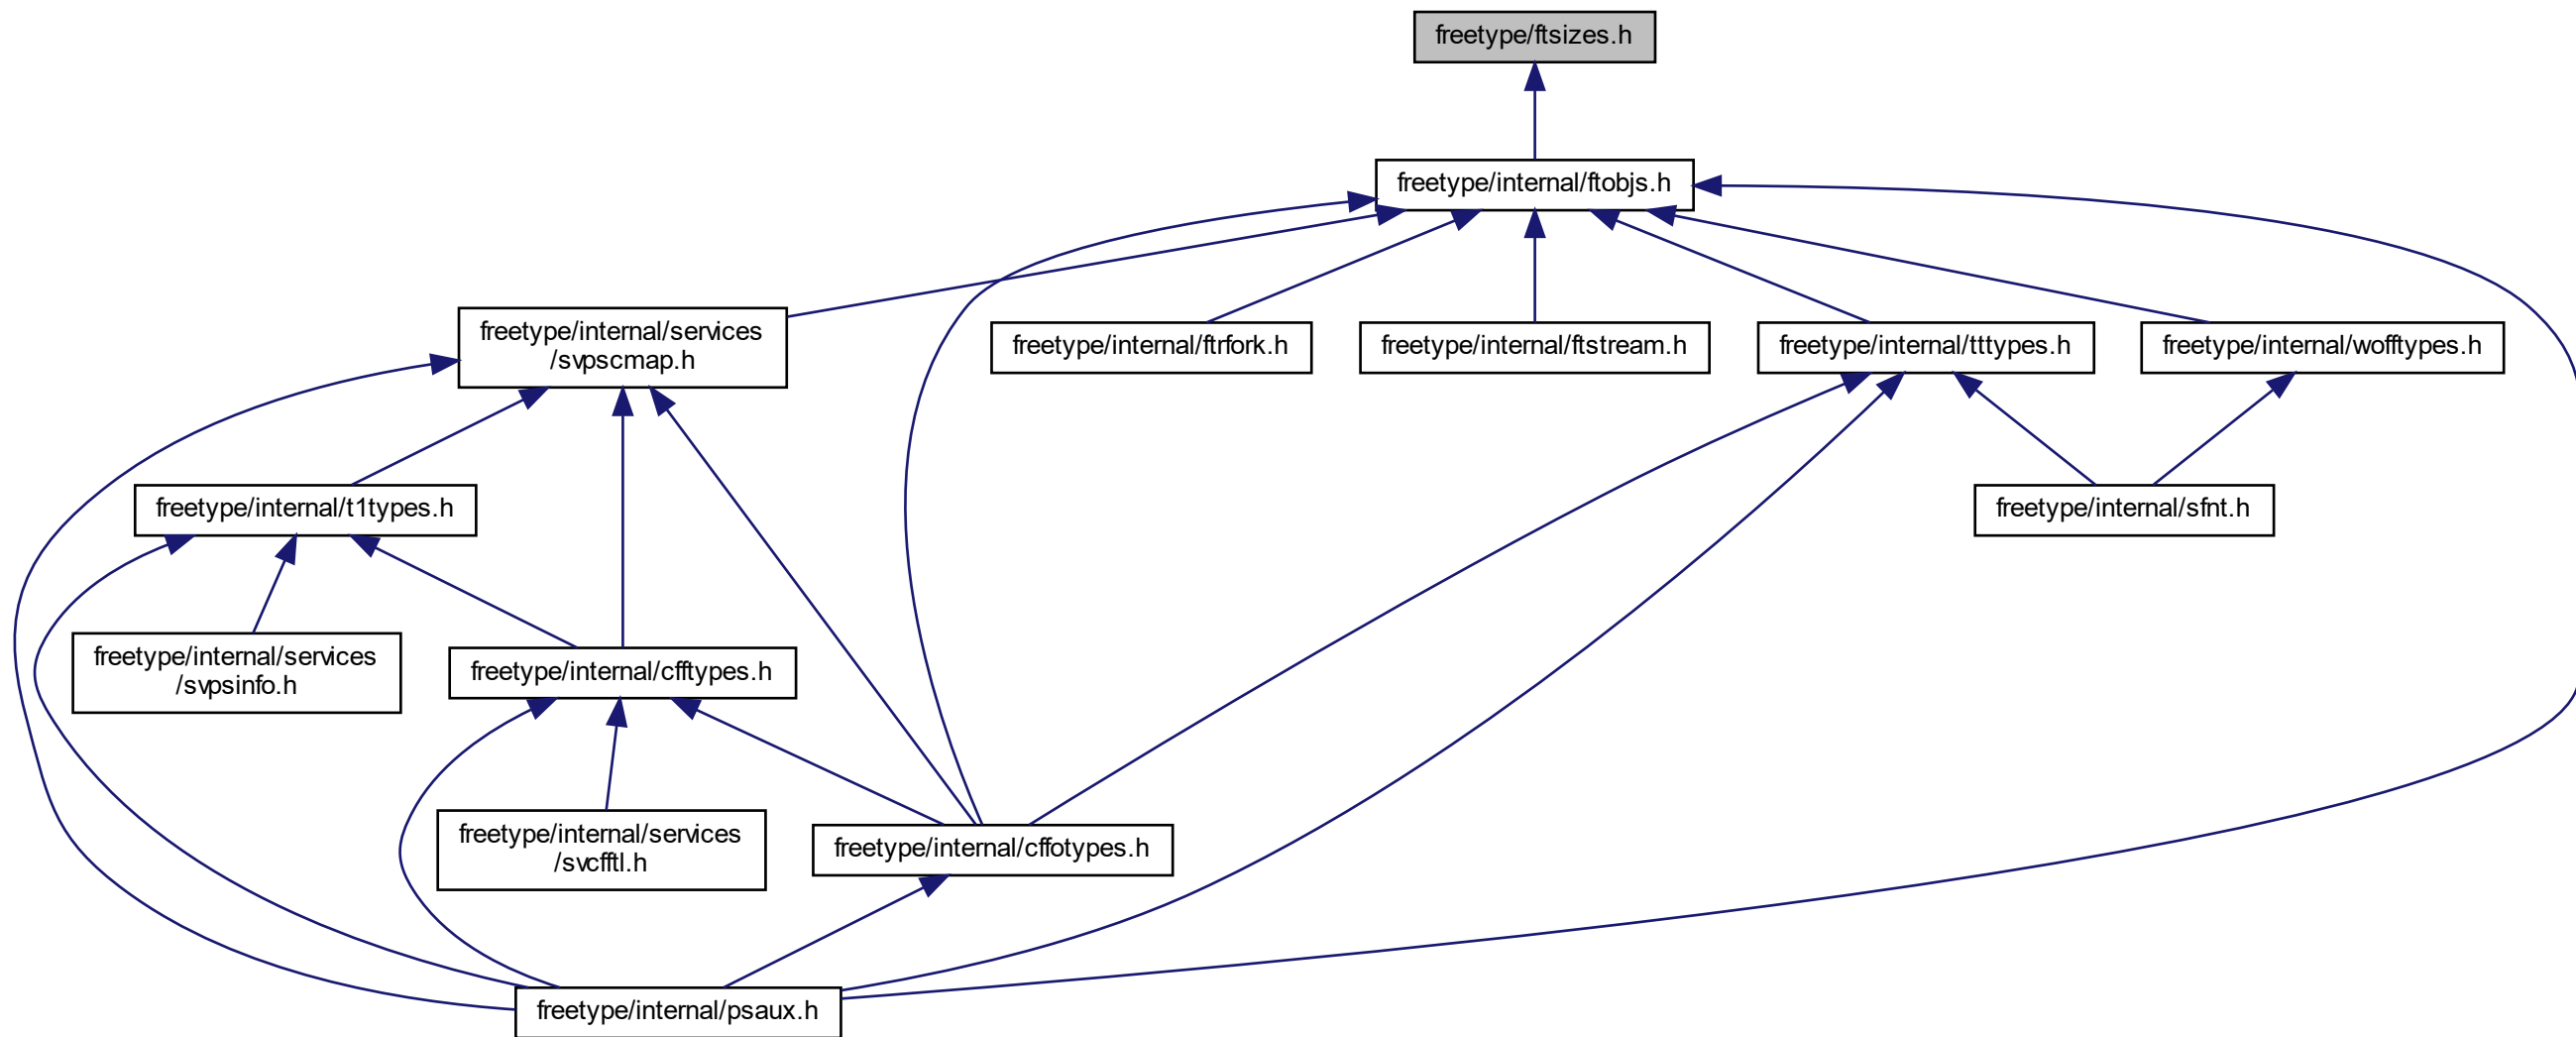 freetype/ftsizes.h
freetype/internal/ftobjs.h
freetype/internal/services
/svpscmap.h
freetype/internal/ftrfork.h
freetype/internal/ftstream.h
freetype/internal/tttypes.h
freetype/internal/wofftypes.h
freetype/internal/t1types.h
freetype/internal/sfnt.h
freetype/internal/services
/svpsinfo.h
freetype/internal/cfftypes.h
freetype/internal/services
/svcfftl.h
freetype/internal/cffotypes.h
freetype/internal/psaux.h